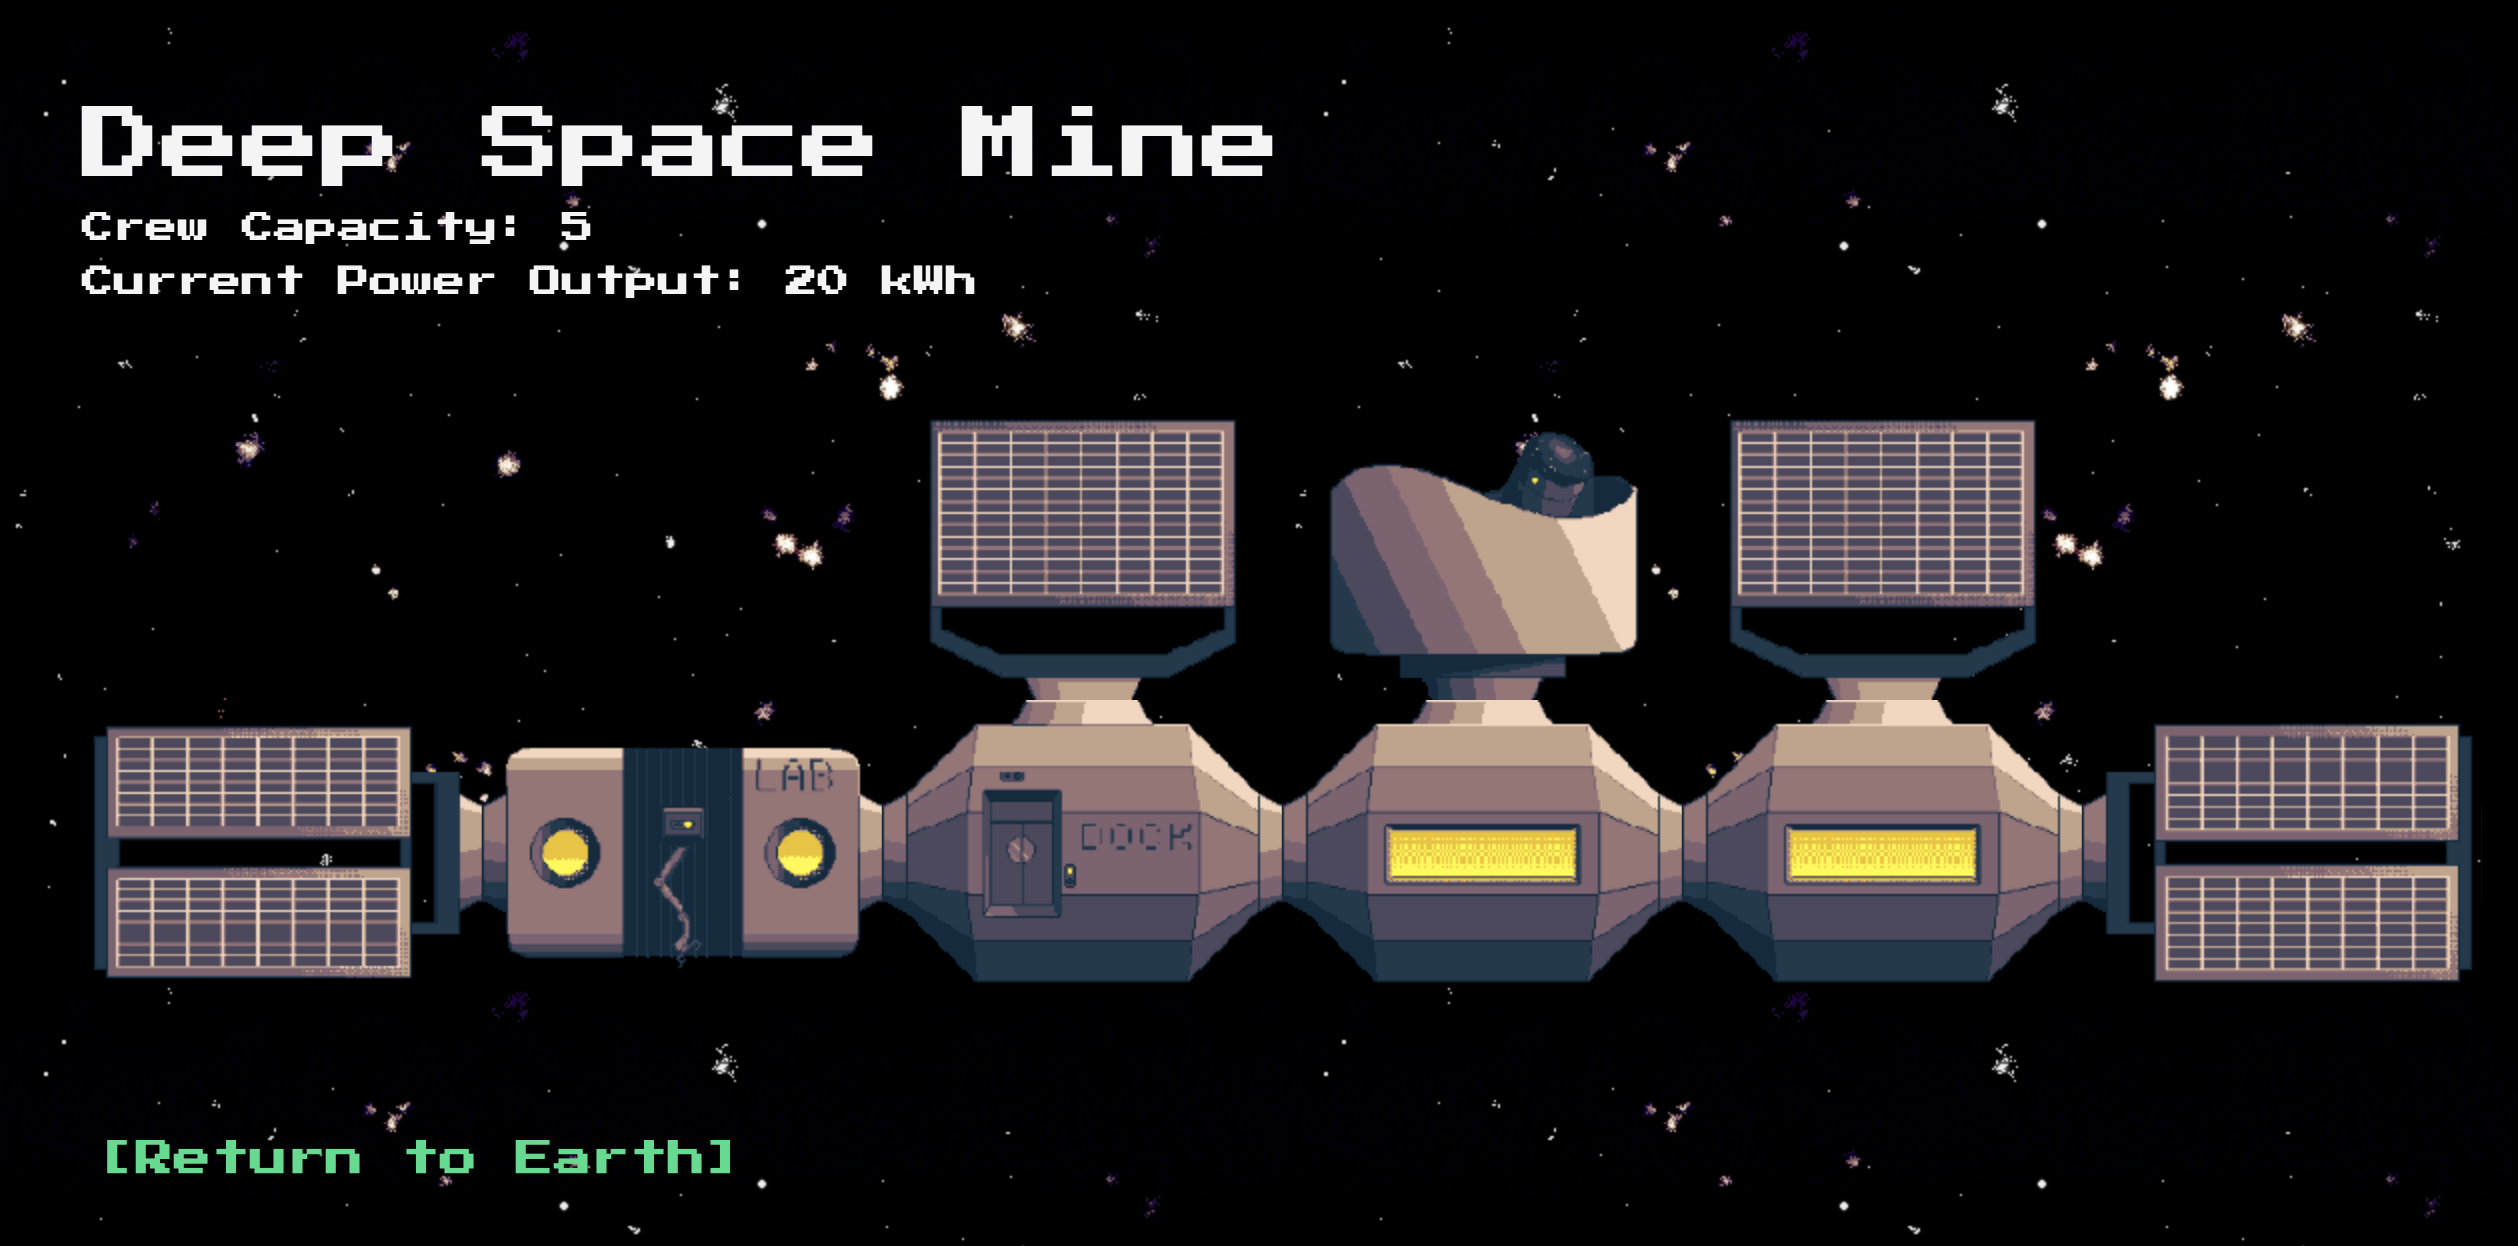 Deep Space Mine
Crew Capacity: 5
Current Power Output: 20 kWh
LAB
DOCK
[Return to Earth]